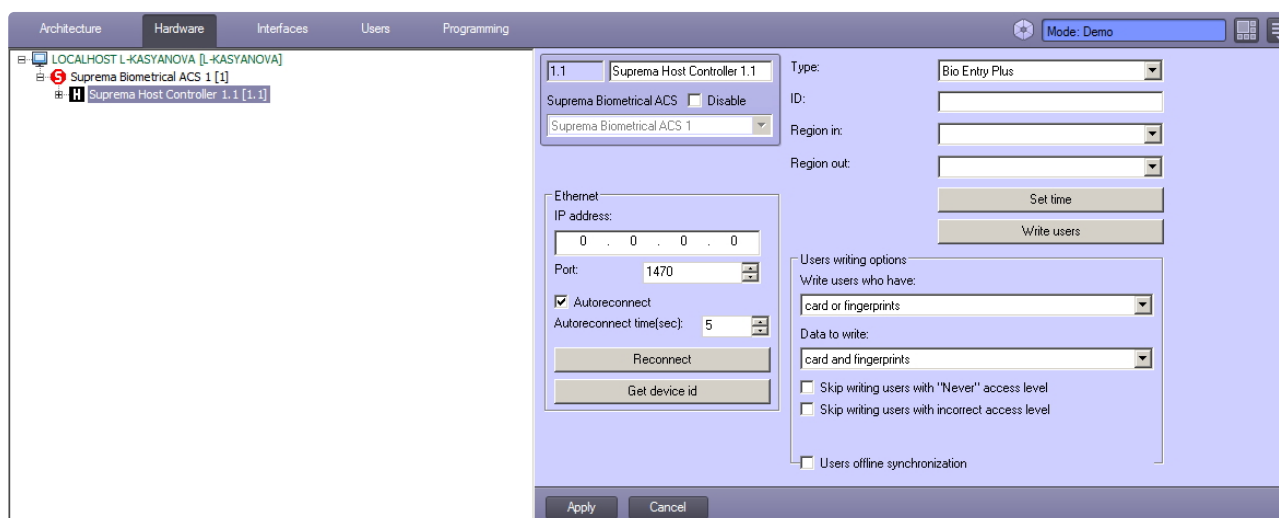 Architecture Hardware Interfaces Users Programming Mode: Demo
LOCALHOST L-KASYANOVA [L-KASYANOVA]
S Suprema Biometrical ACS 1 [1]
H Suprema Host Controller 1.1 [1.1]
1.1 Suprema Host Controller 1.1
Suprema Biometrical ACS Disable
Suprema Biometrical ACS 1
Ethernet
IP address:
0 . 0 . 0 . 0
Port: 1470
Autoreconnect
Autoreconnect time(sec): 5
Reconnect
Get device id
Type: Bio Entry Plus
ID:
Region in:
Region out:
Set time
Write users
Users writing options
Write users who have:
card or fingerprints
Data to write:
card and fingerprints
Skip writing users with "Never" access level
Skip writing users with incorrect access level
Users offline synchronization
Apply Cancel